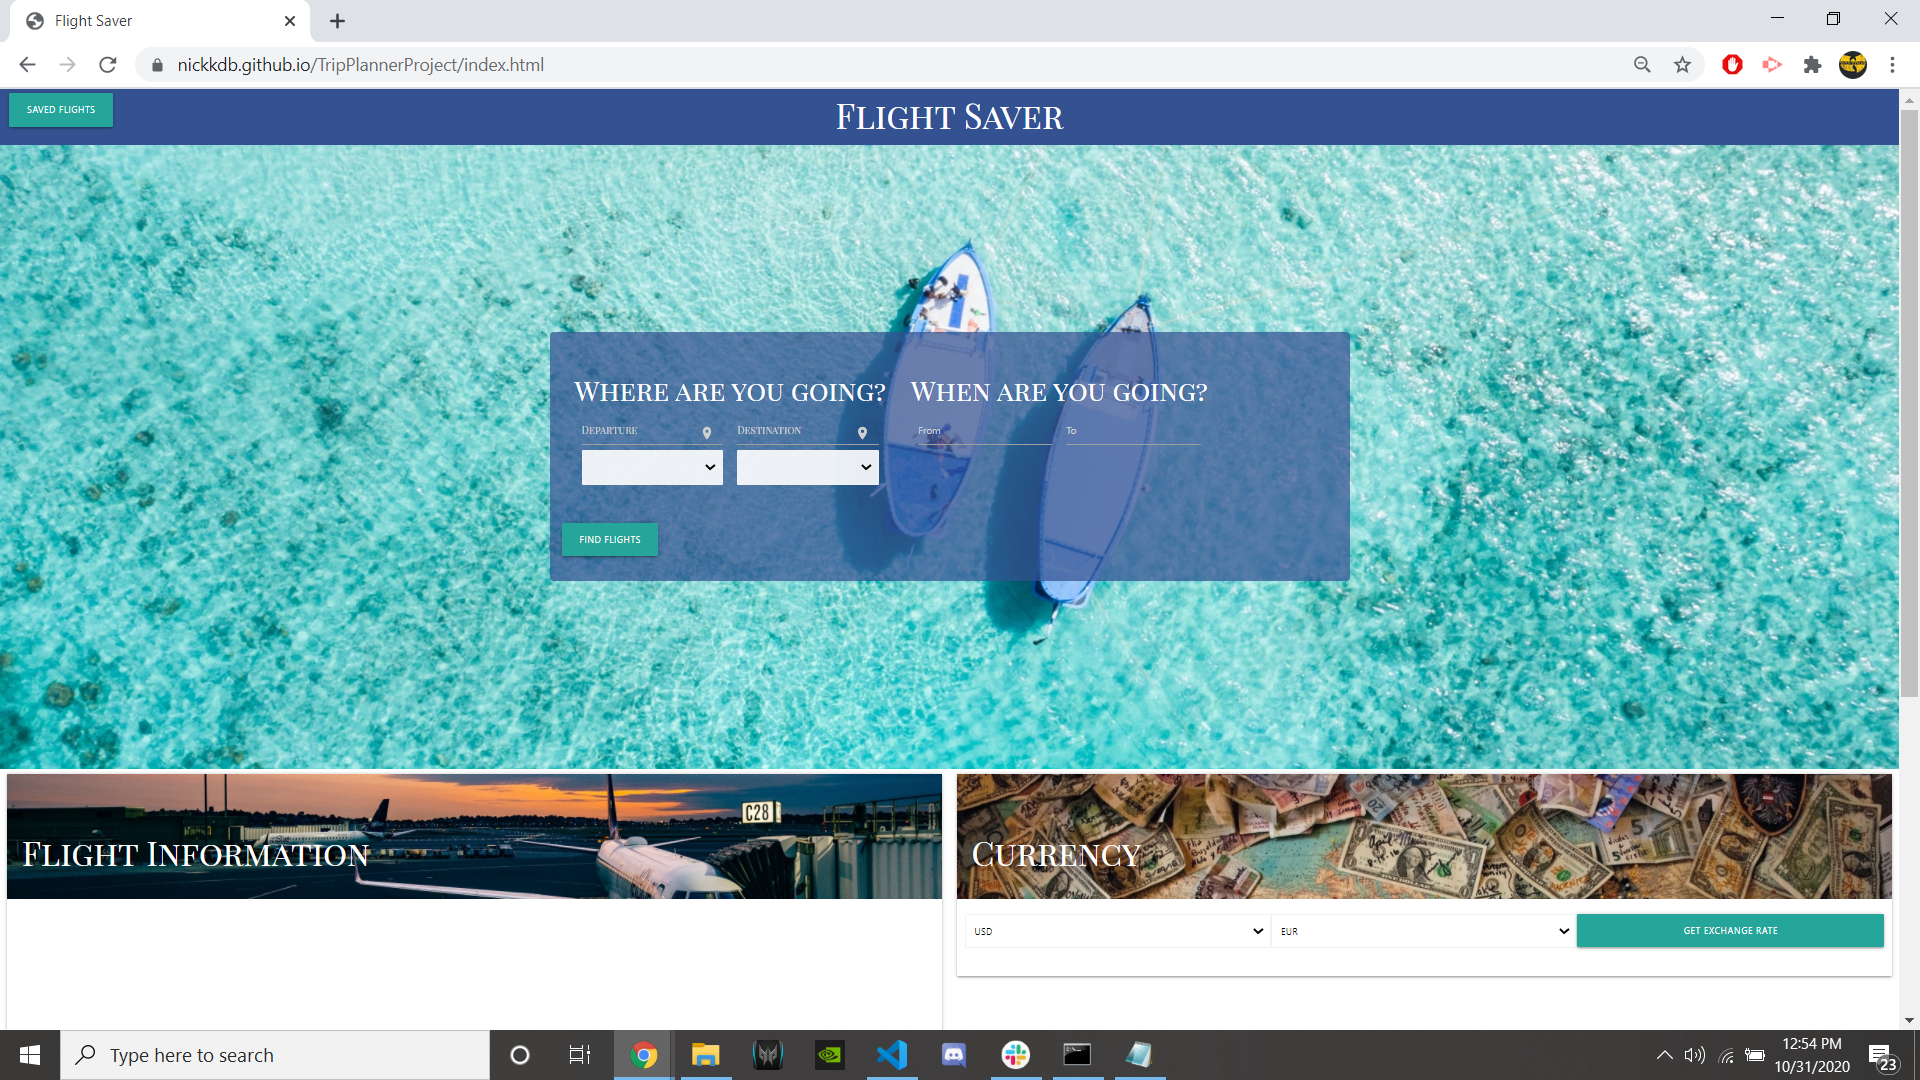 Flight Saver
nickkdb.github.io/TripPlannerProject/index.html
SAVED FLIGHTS
Flight Saver
Where are you going?
When are you going?
Departure
Destination
From
To
FIND FLIGHTS
C28
Flight Information
Currency
USD
EUR
GET EXCHANGE RATE
Type here to search
12:54 PM
10/31/2020
23